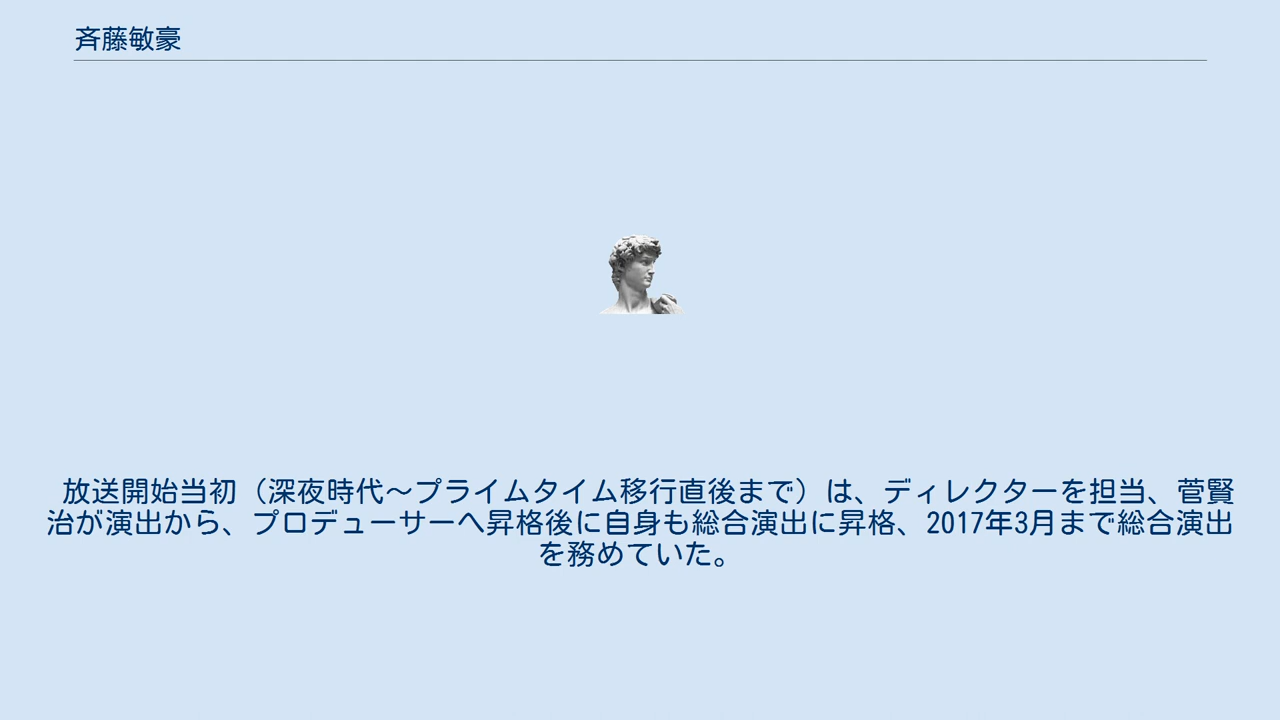 斉藤敏豪
放送開始当初（深夜時代〜プライムタイム移行直後まで）は、ディレクターを担当、菅賢
治が演出から、プロデューサーへ昇格後に自身も総合演出に昇格、2017年3月まで総合演出
を務めていた。